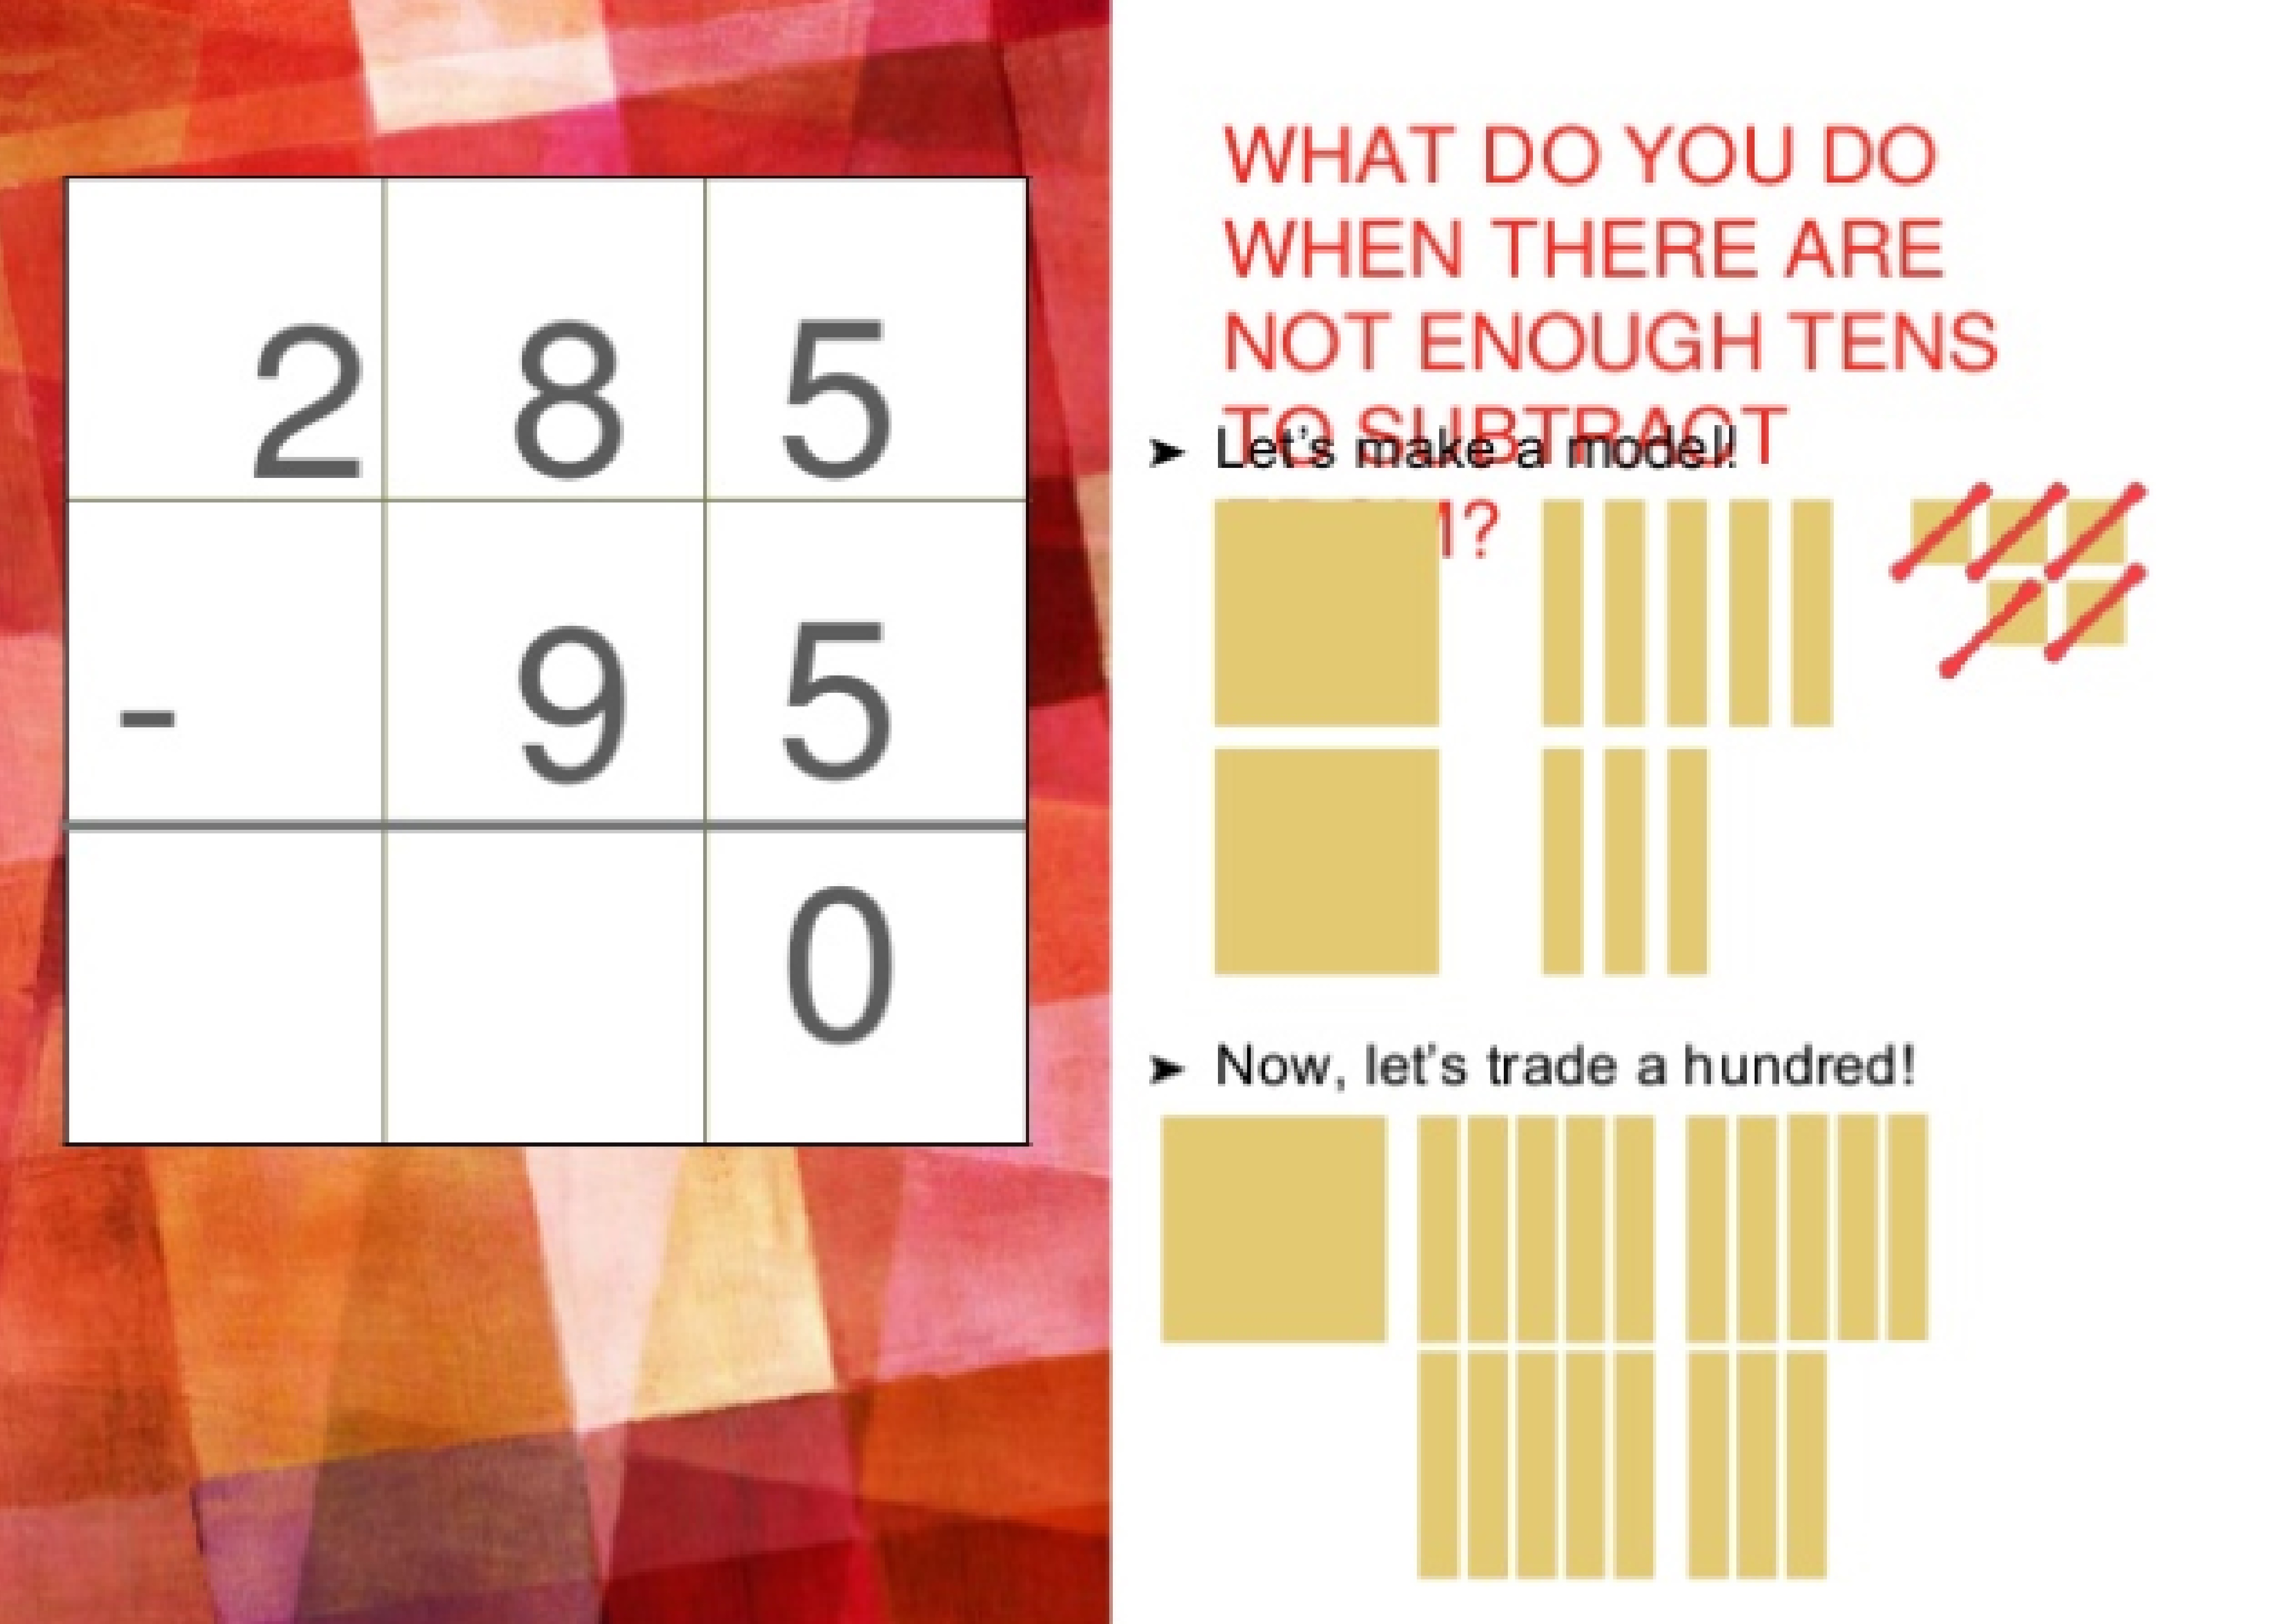 2 8 5
- 9 5
0
WHAT DO YOU DO
WHEN THERE ARE
NOT ENOUGH TENS
TO SUBTRACT
?
➤ Let's make a model!
➤ Now, let's trade a hundred!